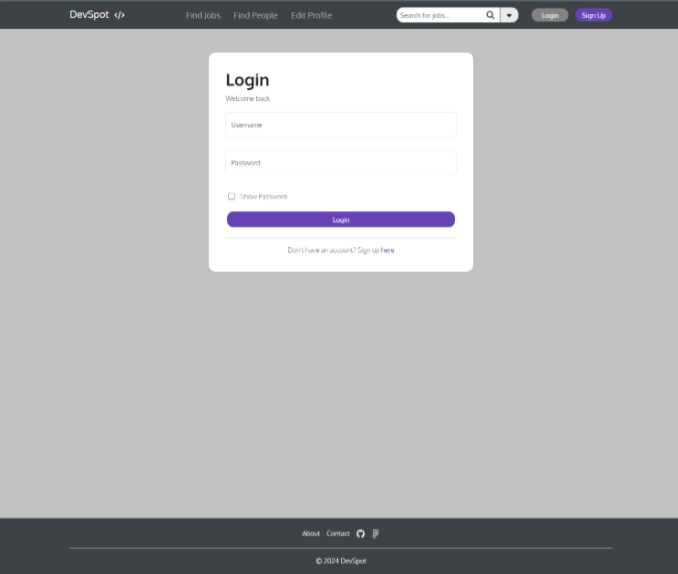 DevSpot </>
Find Jobs Find People Edit Profile
Search for jobs...
Login Sign Up
Login
Welcome back
Username
Password
Show Password
Login
Don't have an account? Sign up here
About Contact
© 2024 DevSpot